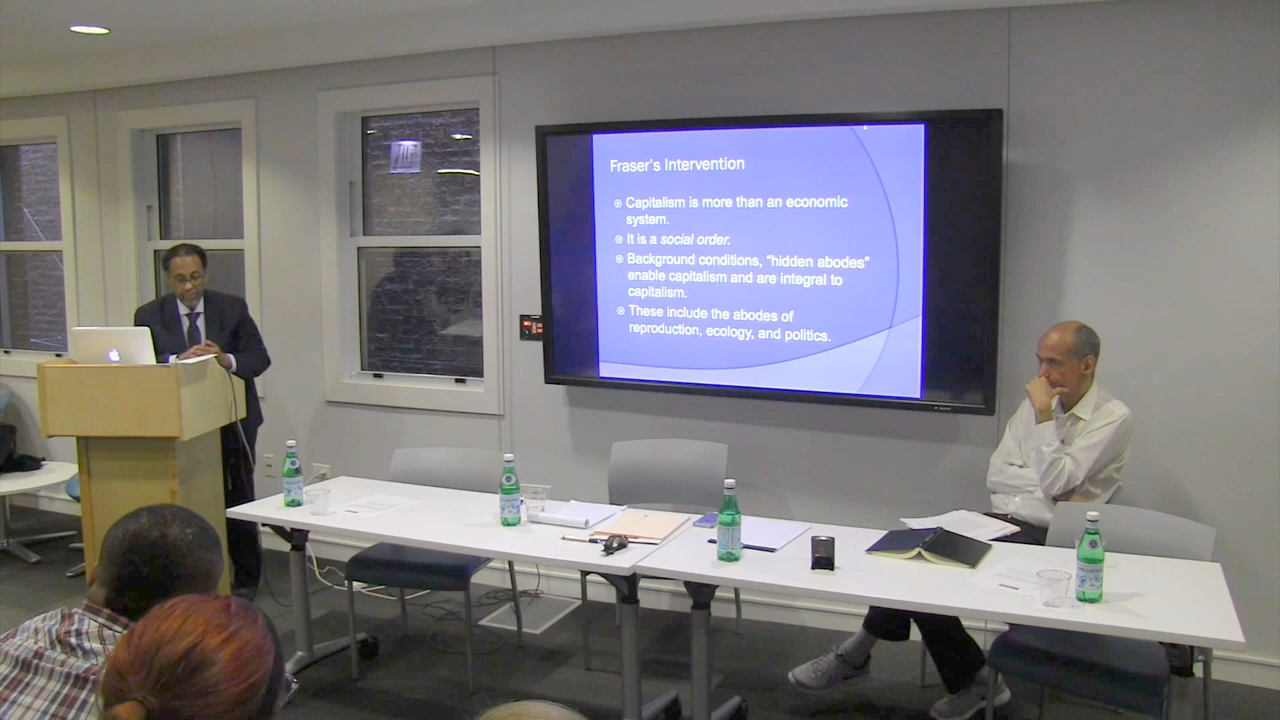 Fraser's Intervention
Capitalism is more than an economic
system.
It is a social order.
Background conditions, "hidden abodes"
enable capitalism and are integral to
capitalism.
These include the abodes of
reproduction, ecology, and politics.